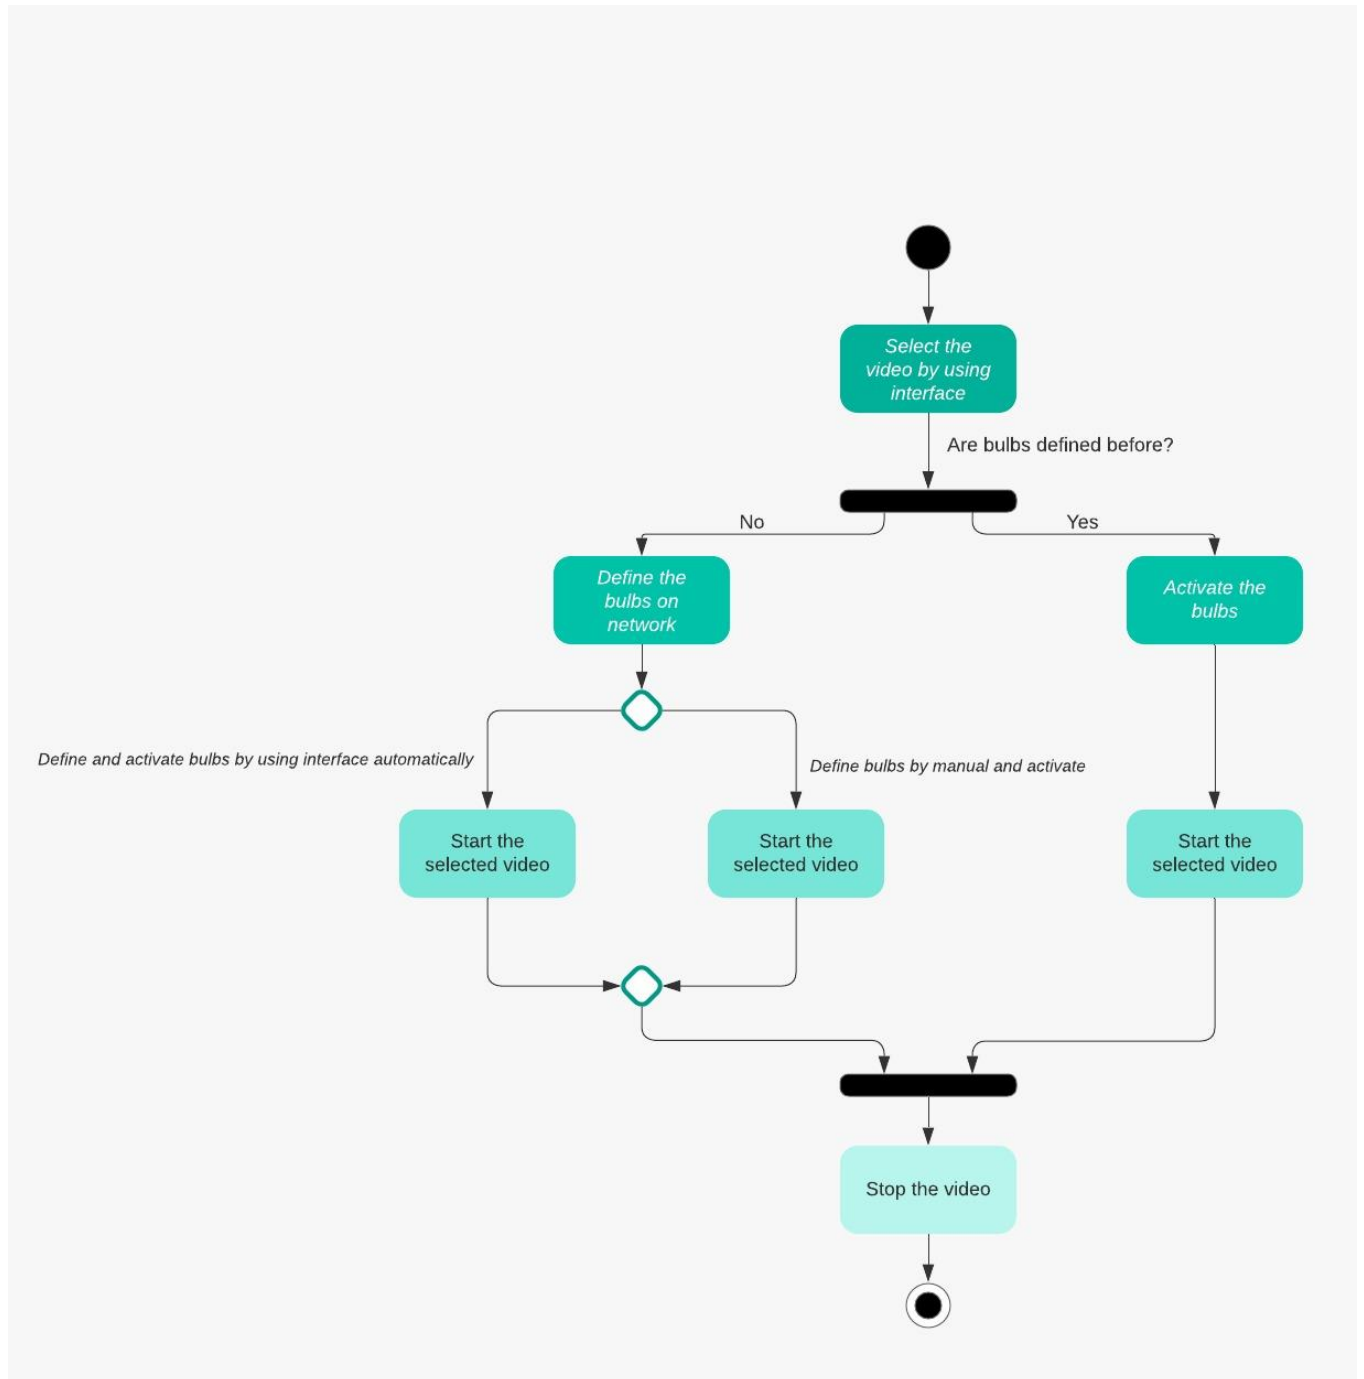 Select the
video by using
interface
Are bulbs defined before?
No
Yes
Define the
bulbs on
network
Activate the
bulbs
Define and activate bulbs by using interface automatically
Define bulbs by manual and activate
Start the
selected video
Start the
selected video
Start the
selected video
Stop the video